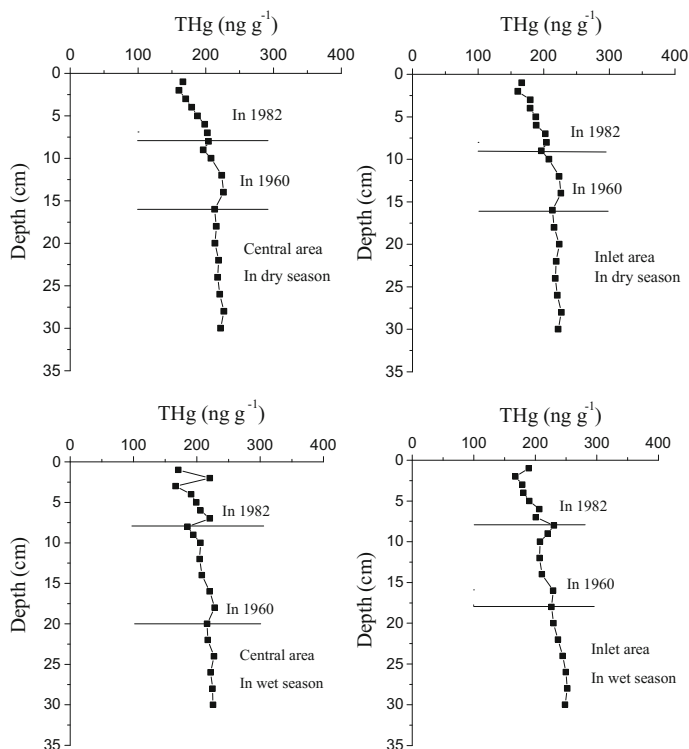 THg (ng g⁻¹)
0 100 200 300 400
0
5
10
15
20
25
30
35
Depth (cm)
In 1982
In 1960
Central area
In dry season
THg (ng g⁻¹)
0 100 200 300 400
0
5
10
15
20
25
30
35
Depth (cm)
In 1982
In 1960
Inlet area
In dry season
THg (ng g⁻¹)
0 100 200 300 400
0
5
10
15
20
25
30
35
Depth (cm)
In 1982
In 1960
Central area
In wet season
THg (ng g⁻¹)
0 100 200 300 400
0
5
10
15
20
25
30
35
Depth (cm)
In 1982
In 1960
Inlet area
In wet season